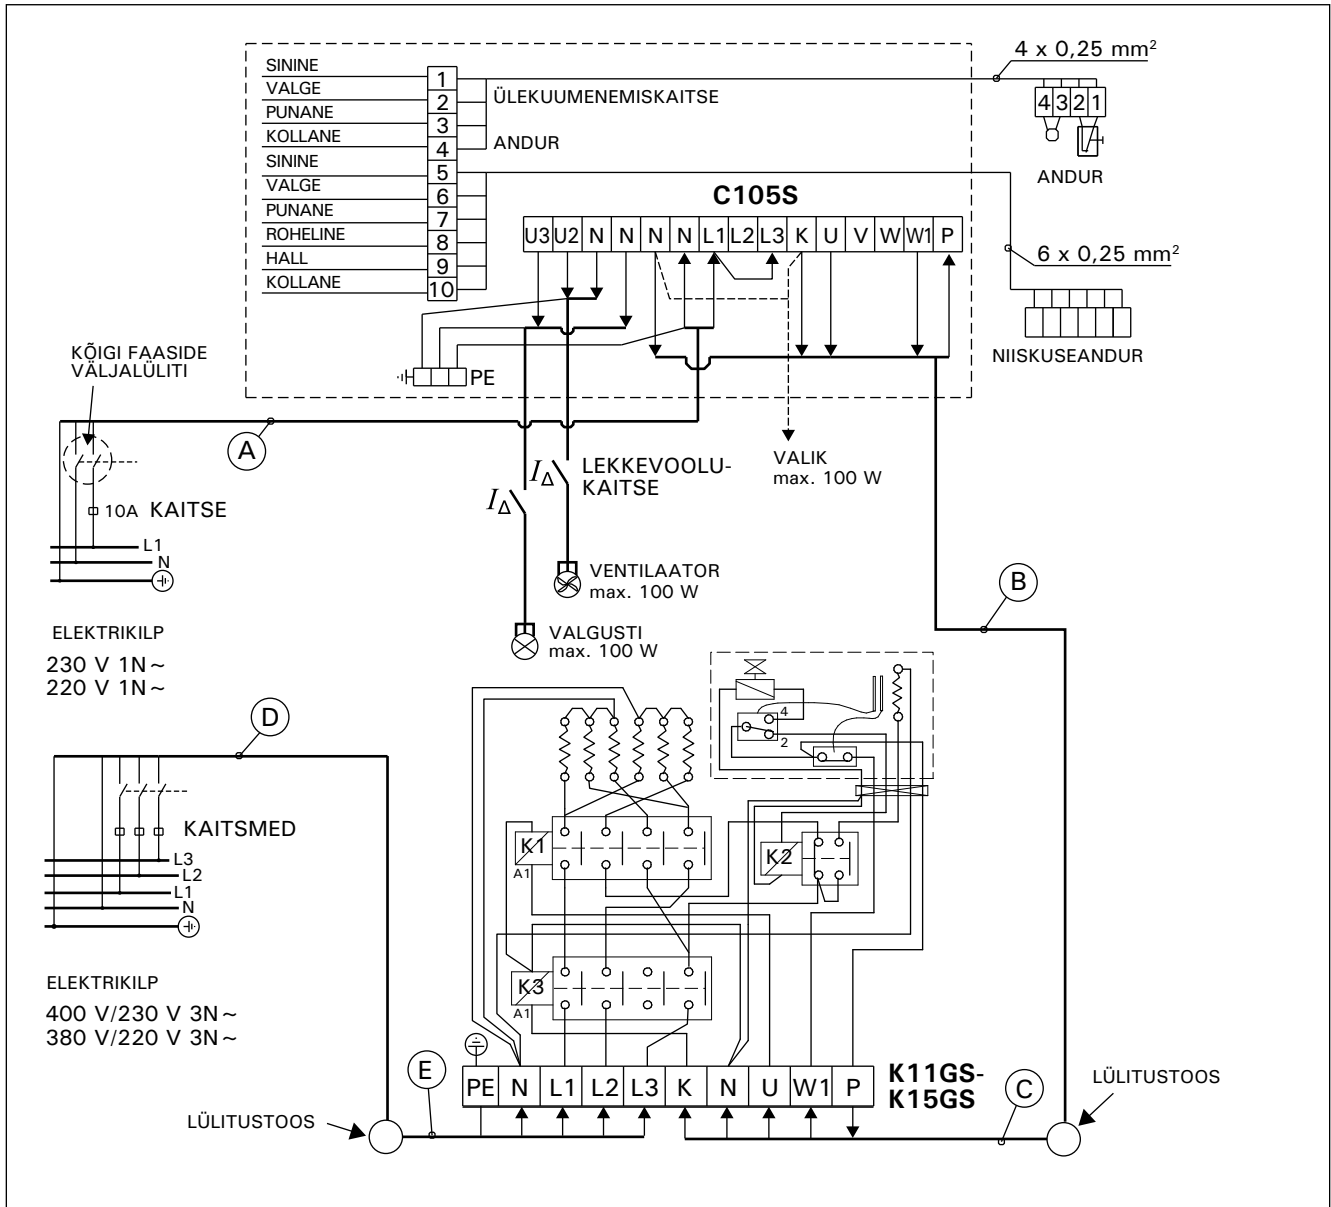 SININE
VALGE
PUNANE
KOLLANE
SININE
VALGE
PUNANE
ROHELINE
HALL
KOLLANE
1
2
3
4
5
6
7
8
9
10
ÜLEKUUMENEMISKAITSE
ANDUR
4 x 0,25 mm²
4 3 2 1
ANDUR
C105S
U3 U2 N N N N L1 L2 L3 K U V W W1 P
6 x 0,25 mm²
NIISKUSEANDUR
PE
KÕIGI FAASIDE
VÄLJALÜLITI
A
10A KAITSE
L1
N
ELEKTRIKILP
230 V 1N~
220 V 1N~
I∆
I∆
LEKKEVOOLU-
KAITSE
VALIK
max. 100 W
VENTILAATOR
max. 100 W
VALGUSTI
max. 100 W
B
D
KAITSMED
L3
L2
L1
N
ELEKTRIKILP
400 V/230 V 3N~
380 V/220 V 3N~
4
2
K1
A1
K2
K3
A1
PE N L1 L2 L3 K N U W1 P
K11GS-
K15GS
E
C
LÜLITUSTOOS
LÜLITUSTOOS